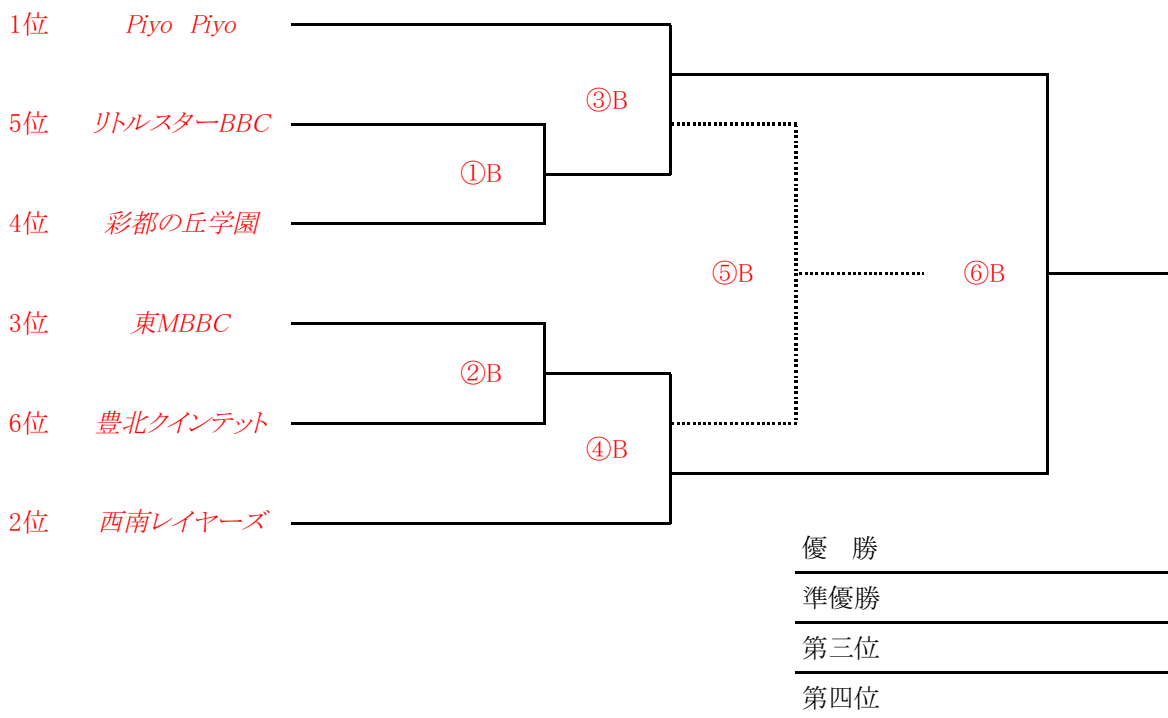 1位 Piyo Piyo
③B
5位 リトルスターBBC
①B
4位 彩都の丘学園
⑤B
⑥B
3位 東MBBC
②B
6位 豊北クインテット
④B
2位 西南レイヤーズ
優 勝
準優勝
第三位
第四位